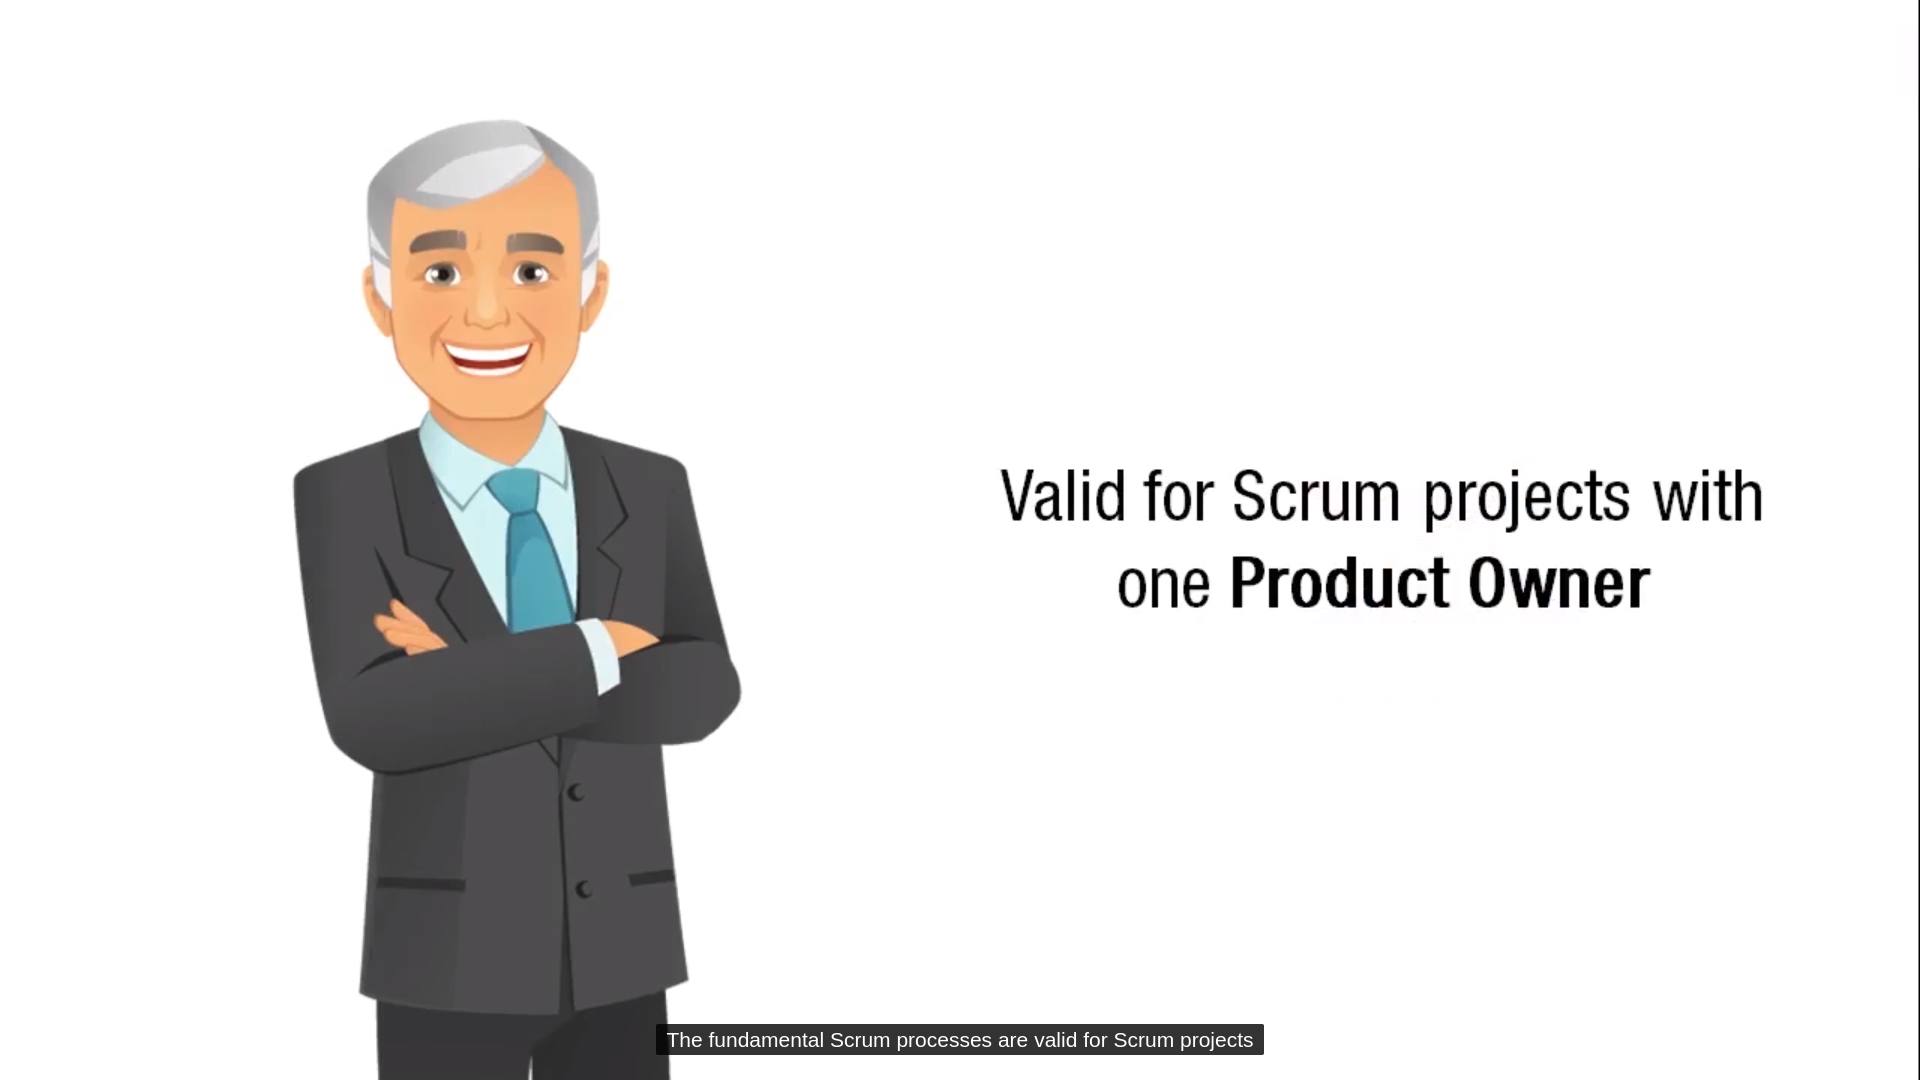 Valid for Scrum projects with
one Product Owner
The fundamental Scrum processes are valid for Scrum projects